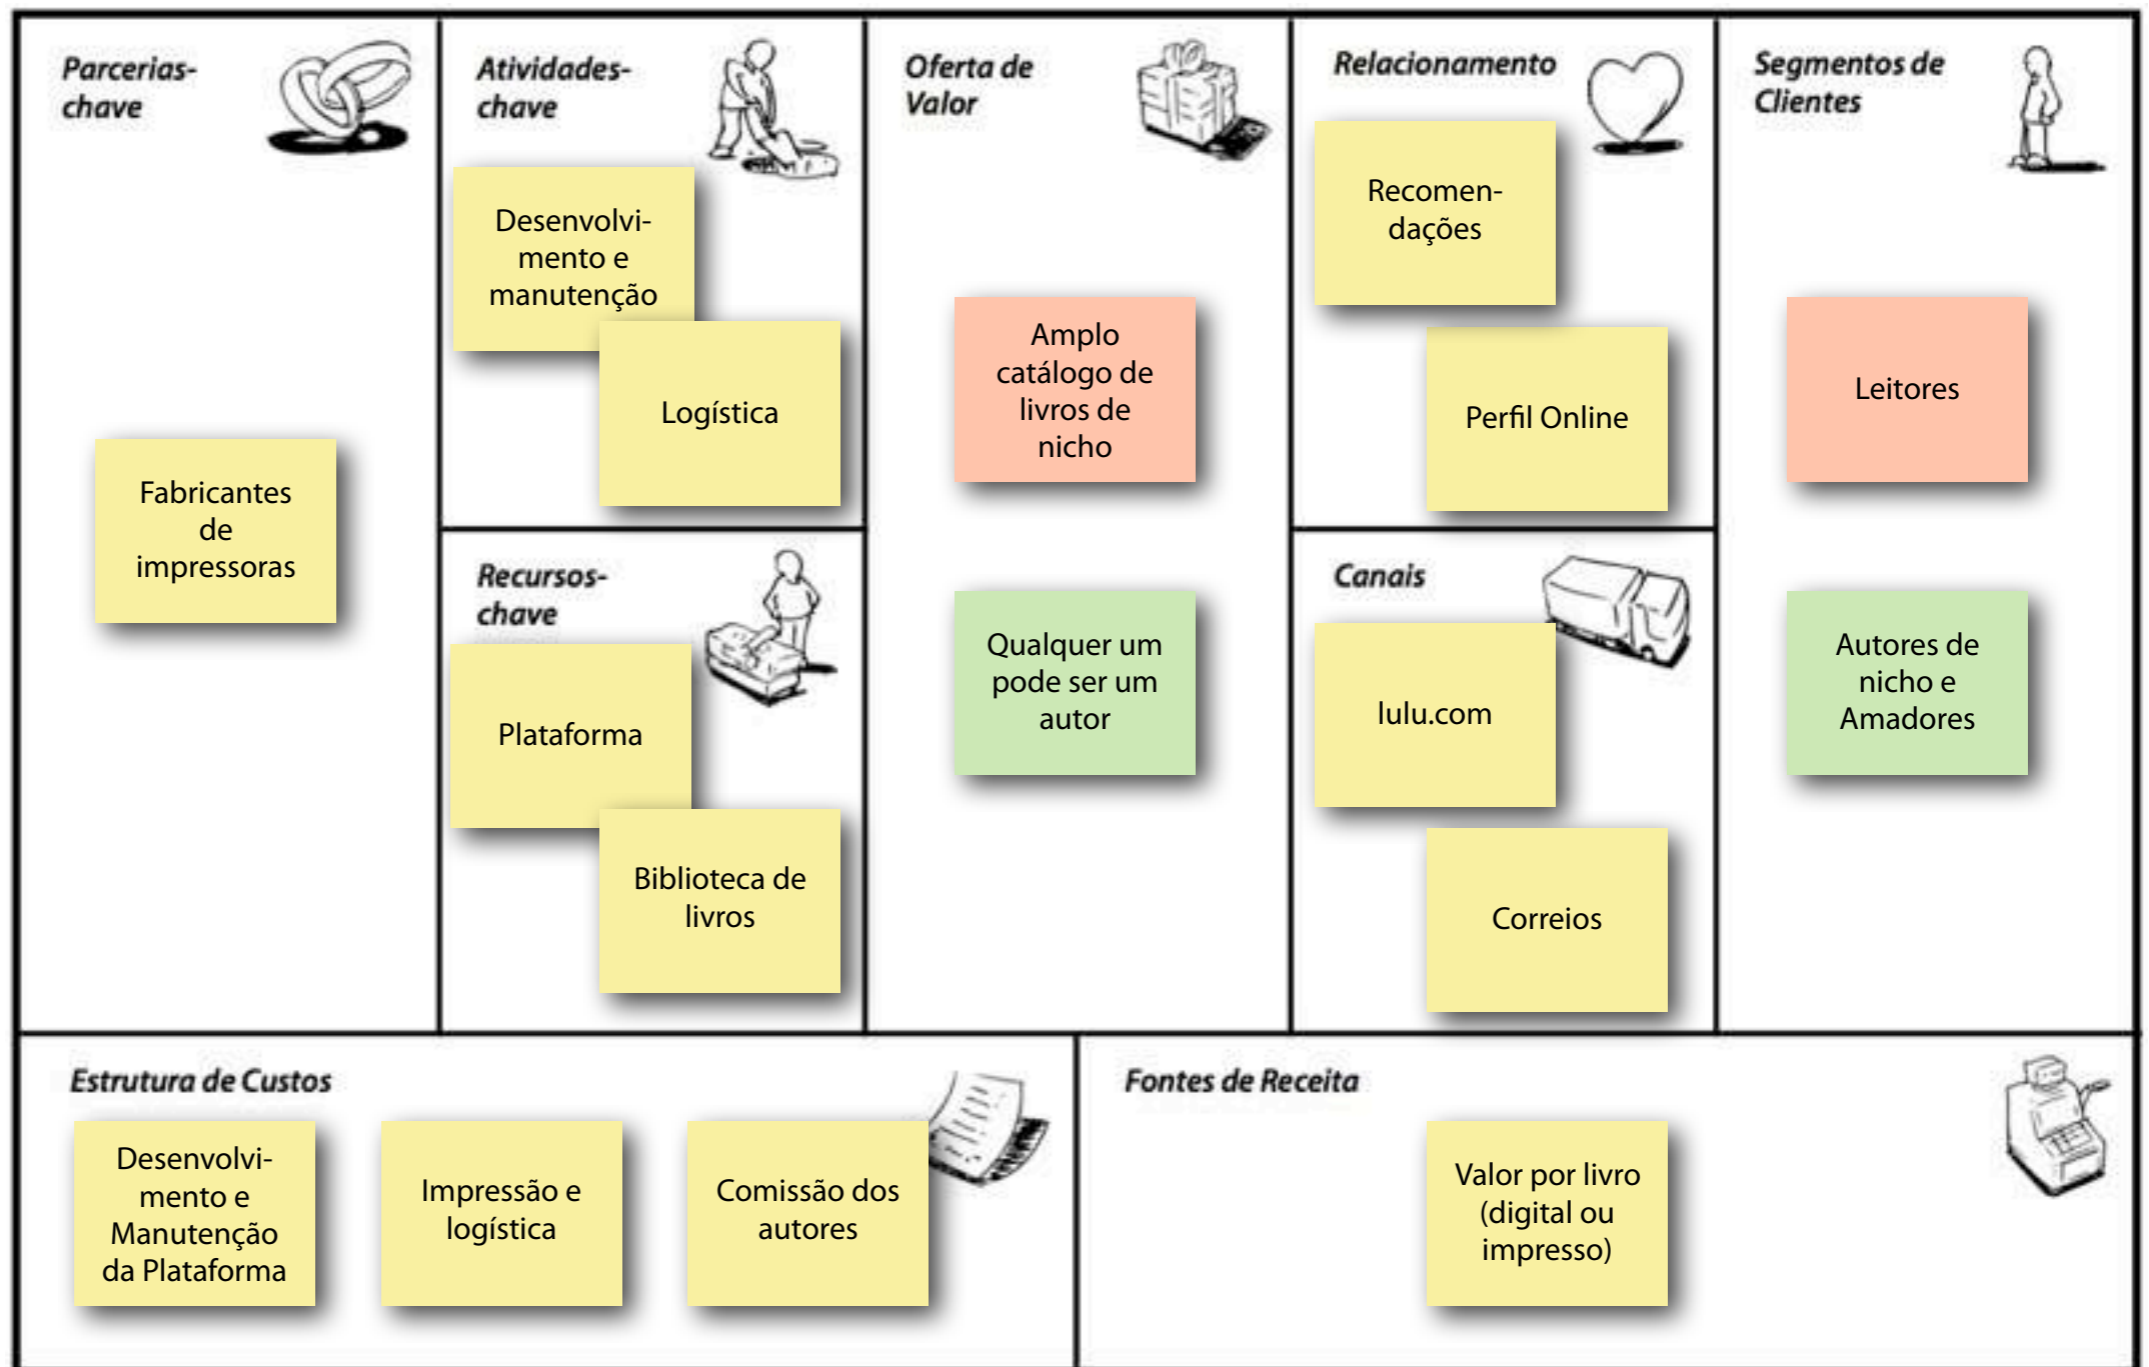 Parcerias-
chave
Fabricantes
de
impressoras
Atividades-
chave
Desenvolvi-
mento e
manutenção
Logística
Recursos-
chave
Plataforma
Biblioteca de
livros
Oferta de
Valor
Amplo
catálogo de
livros de
nicho
Qualquer um
pode ser um
autor
Relacionamento
Recomen-
dações
Perfil Online
Canais
lulu.com
Correios
Segmentos de
Clientes
Leitores
Autores de
nicho e
Amadores
Estrutura de Custos
Desenvolvi-
mento e
Manutenção
da Plataforma
Impressão e
logística
Comissão dos
autores
Fontes de Receita
Valor por livro
(digital ou
impresso)